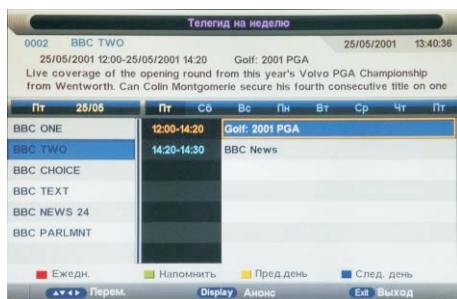 Телегид на неделю
0002 BBC TWO 25/05/2001 13:40:36
25/05/2001 12:00-25/05/2001 14:20 Golf: 2001 PGA
Live coverage of the opening round from this year's Volvo PGA Championship
from Wentworth. Can Colin Montgomerie secure his fourth consecutive title on one
Пт 25/05 Пт Сб Вс Пн Вт Ср Чт Пт
BBC ONE 12:00-14:20 Golf: 2001 PGA
BBC TWO 14:20-14:30 BBC News
BBC CHOICE
BBC TEXT
BBC NEWS 24
BBC PARLMNT
Ежедн. Напомнить Пред.день След. день
▲▼◄► Перем. Display Анонс Exit Выход